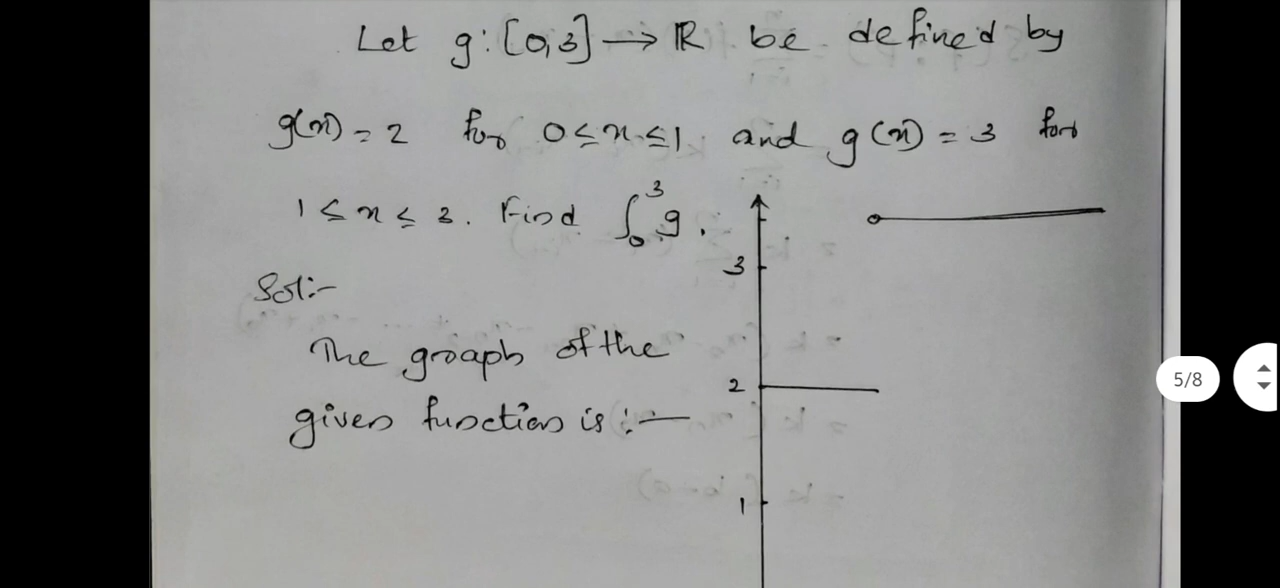 Let g: [0,3] → ℝ be defined by
g(x) = 2 for 0 ≤ x ≤ 1 and g(x) = 3 for
1 ≤ x ≤ 3. Find ∫₀³ g.
Sol:-
The graph of the
given function is :—
3
2
1
5/8